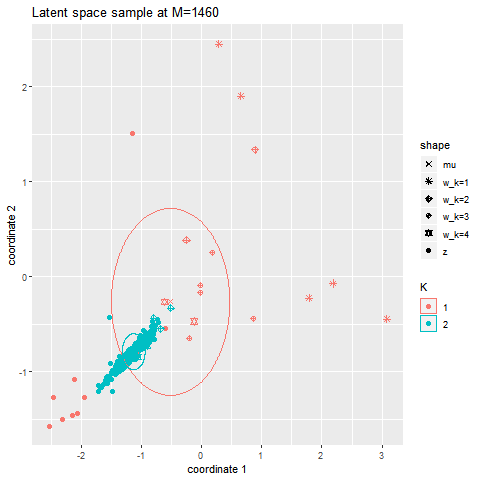 Latent space sample at M=1460
coordinate 2
2
1
0
-1
-2
-1
0
1
2
3
coordinate 1
shape
mu
w_k=1
w_k=2
w_k=3
w_k=4
z
K
1
2